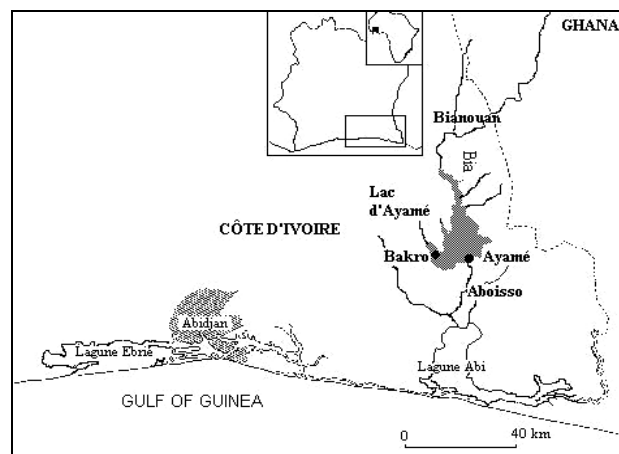 GHANA
Bianouan
Bia
Lac
d'Ayamé
CÔTE D'IVOIRE
Bakro
Ayamé
Aboisso
Abidjan
Lagune Ebrié
Lagune Abi
GULF OF GUINEA
0 40 km